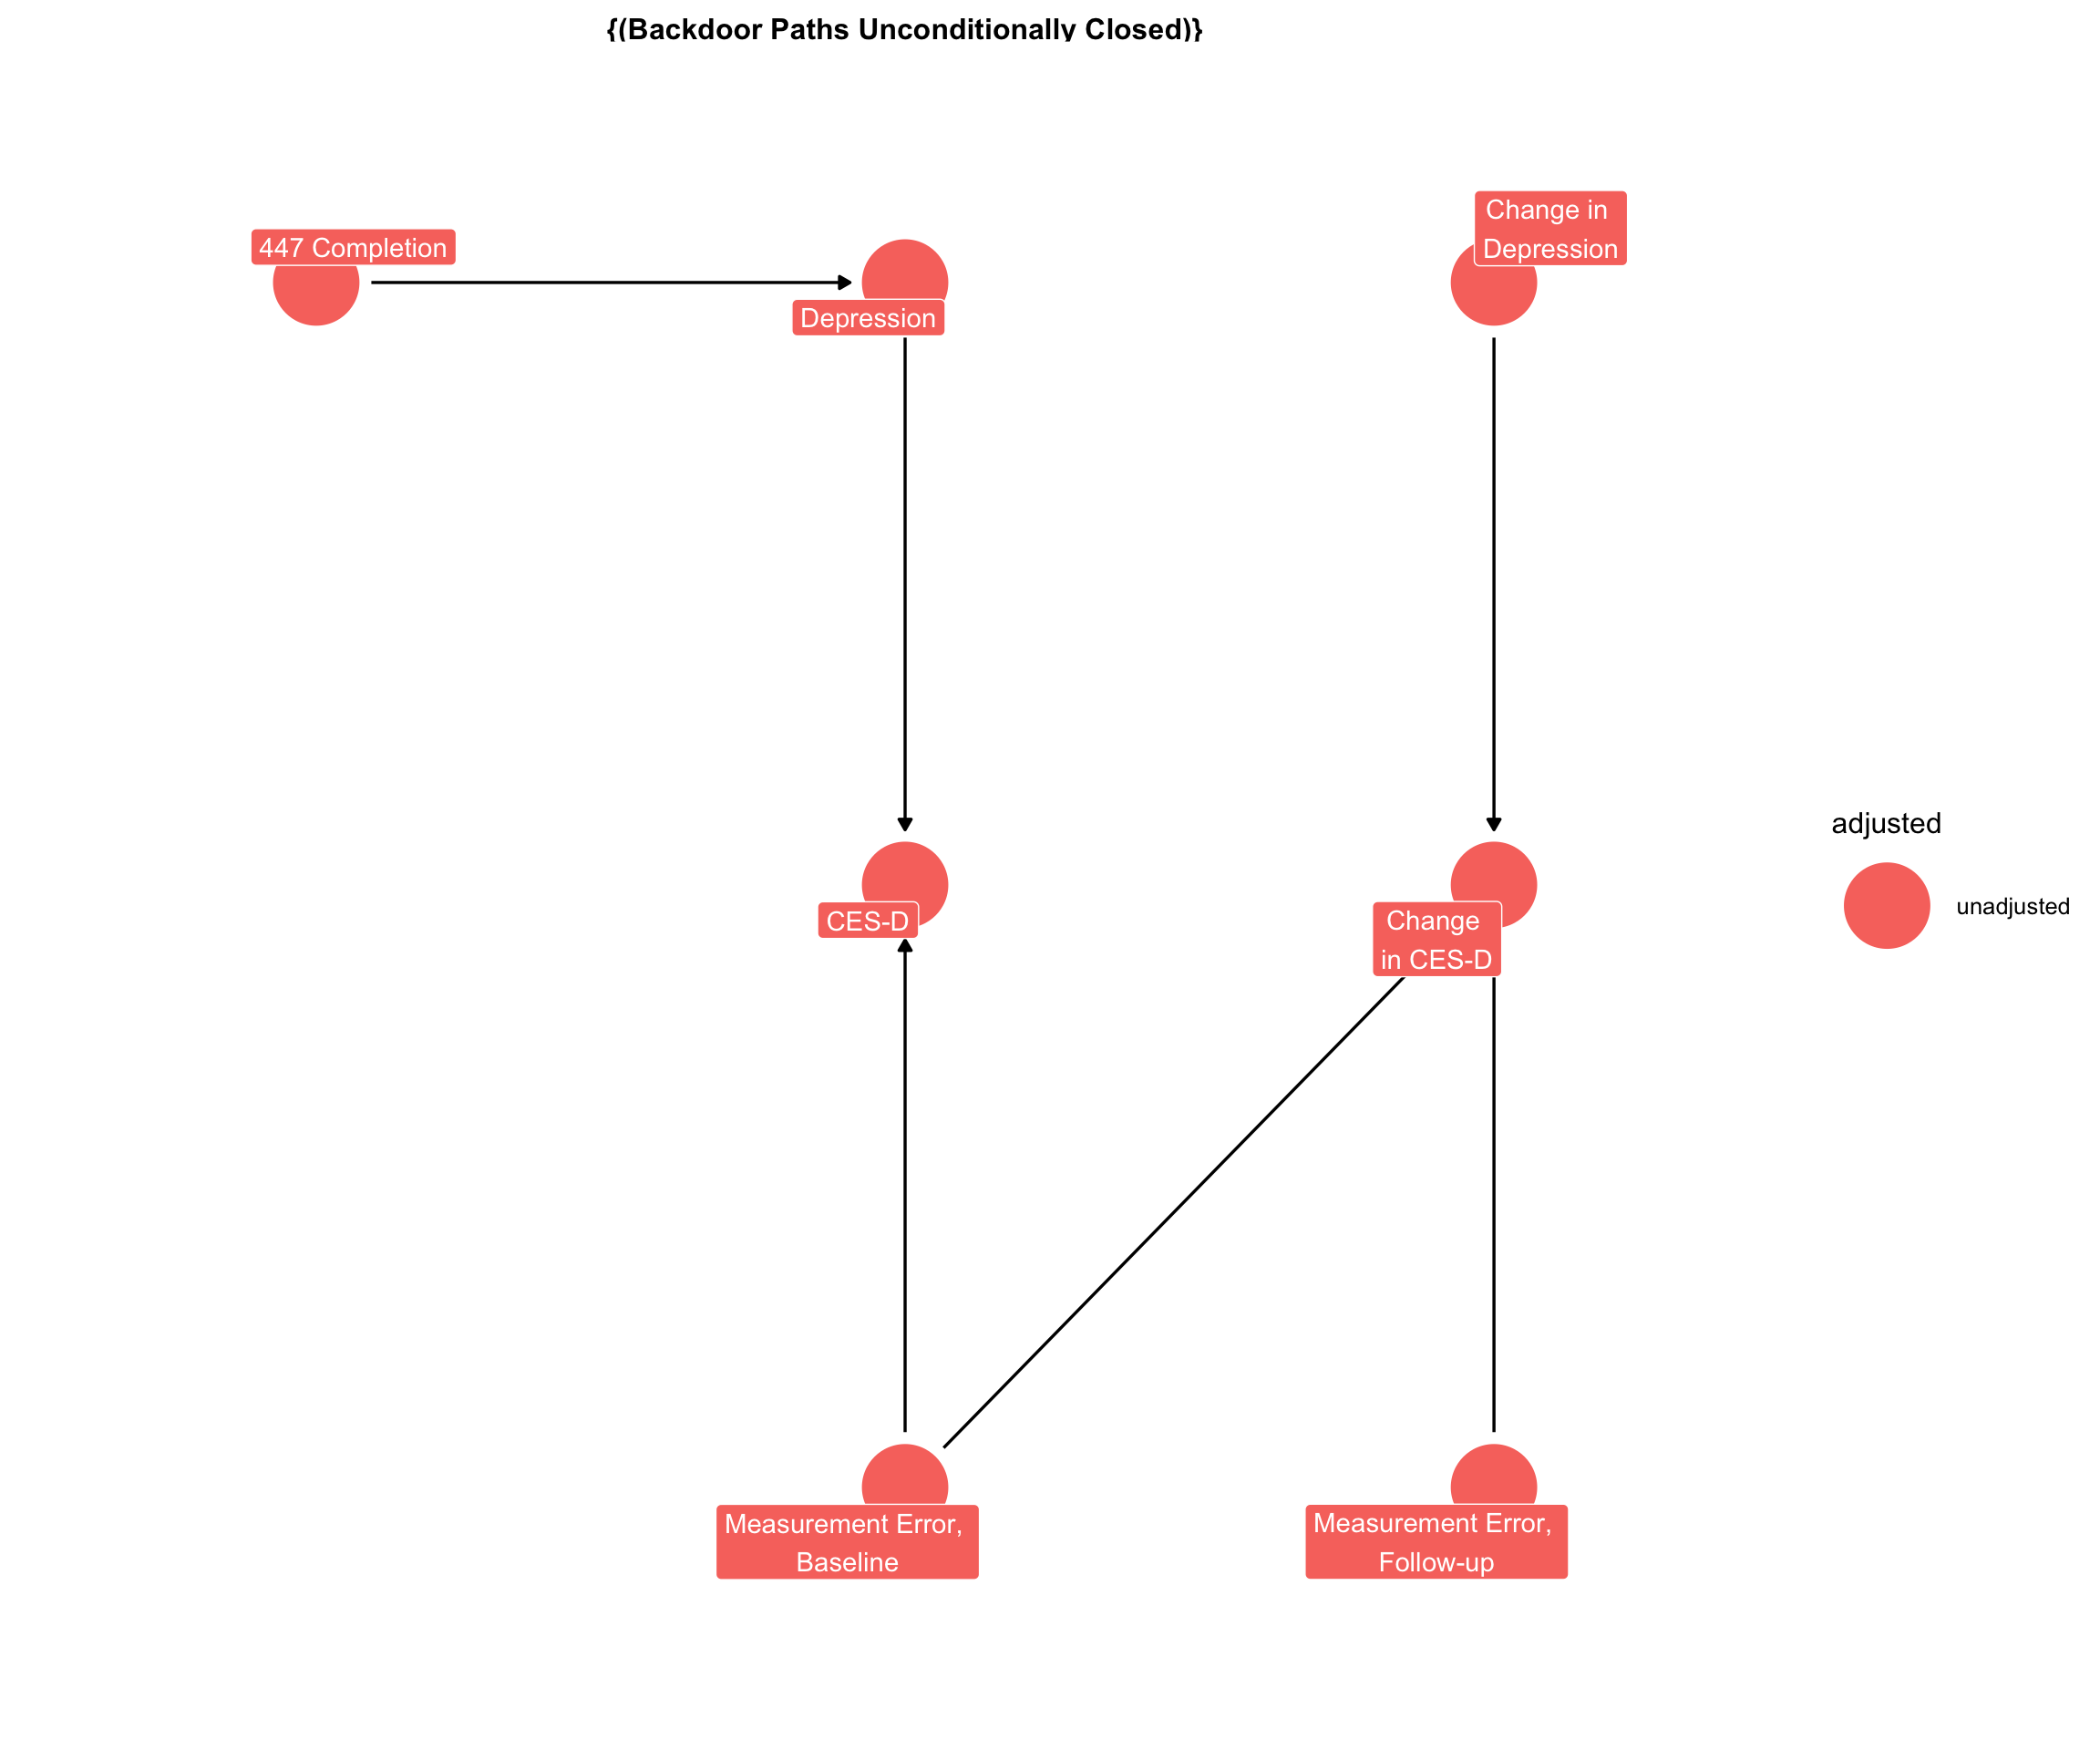 {(Backdoor Paths Unconditionally Closed)}
Change in
Depression
447 Completion
Depression
adjusted
unadjusted
CES-D
Change
in CES-D
Measurement Error,
Baseline
Measurement Error,
Follow-up